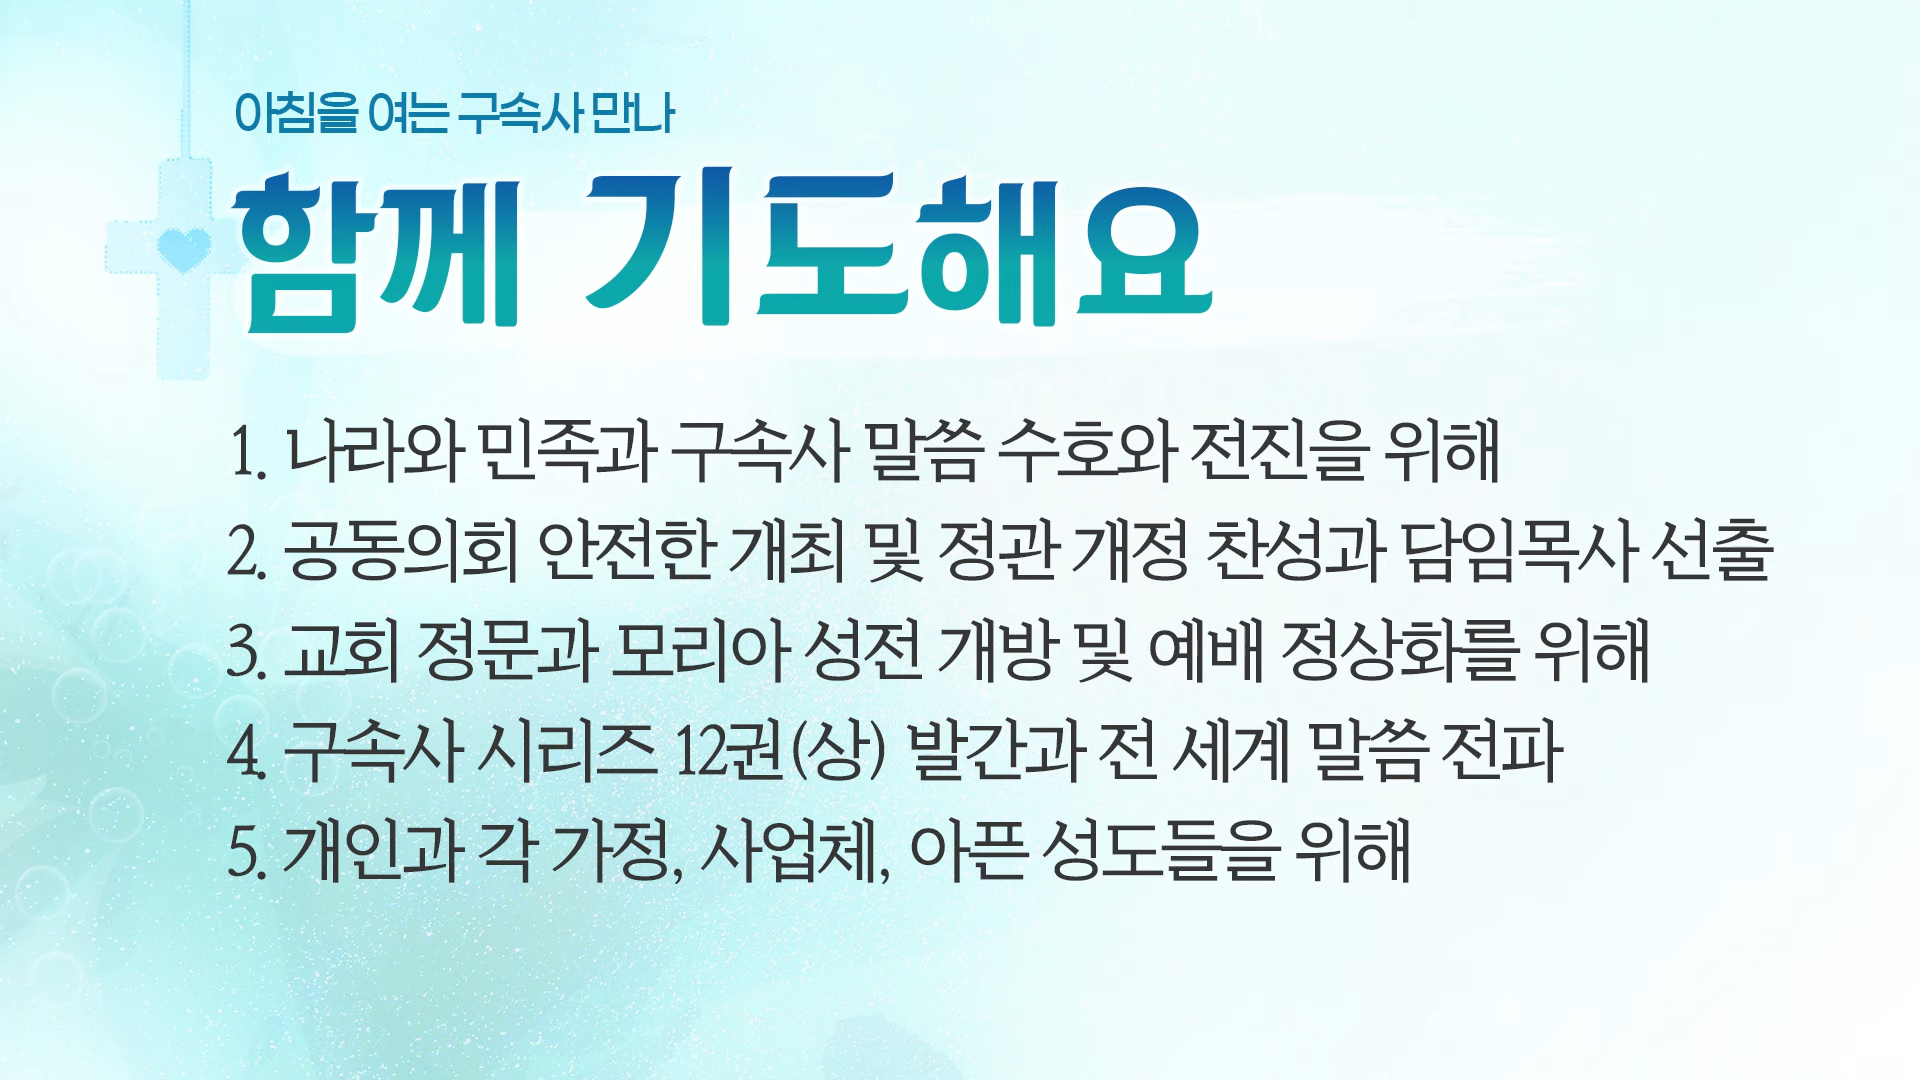 아침을 여는 구속사 만나
함께 기도해요
1. 나라와 민족과 구속사 말씀 수호와 전진을 위해
2. 공동의회 안전한 개최 및 정관 개정 찬성과 담임목사 선출
3. 교회 정문과 모리아 성전 개방 및 예배 정상화를 위해
4. 구속사 시리즈 12권(상) 발간과 전 세계 말씀 전파
5. 개인과 각 가정, 사업체, 아픈 성도들을 위해